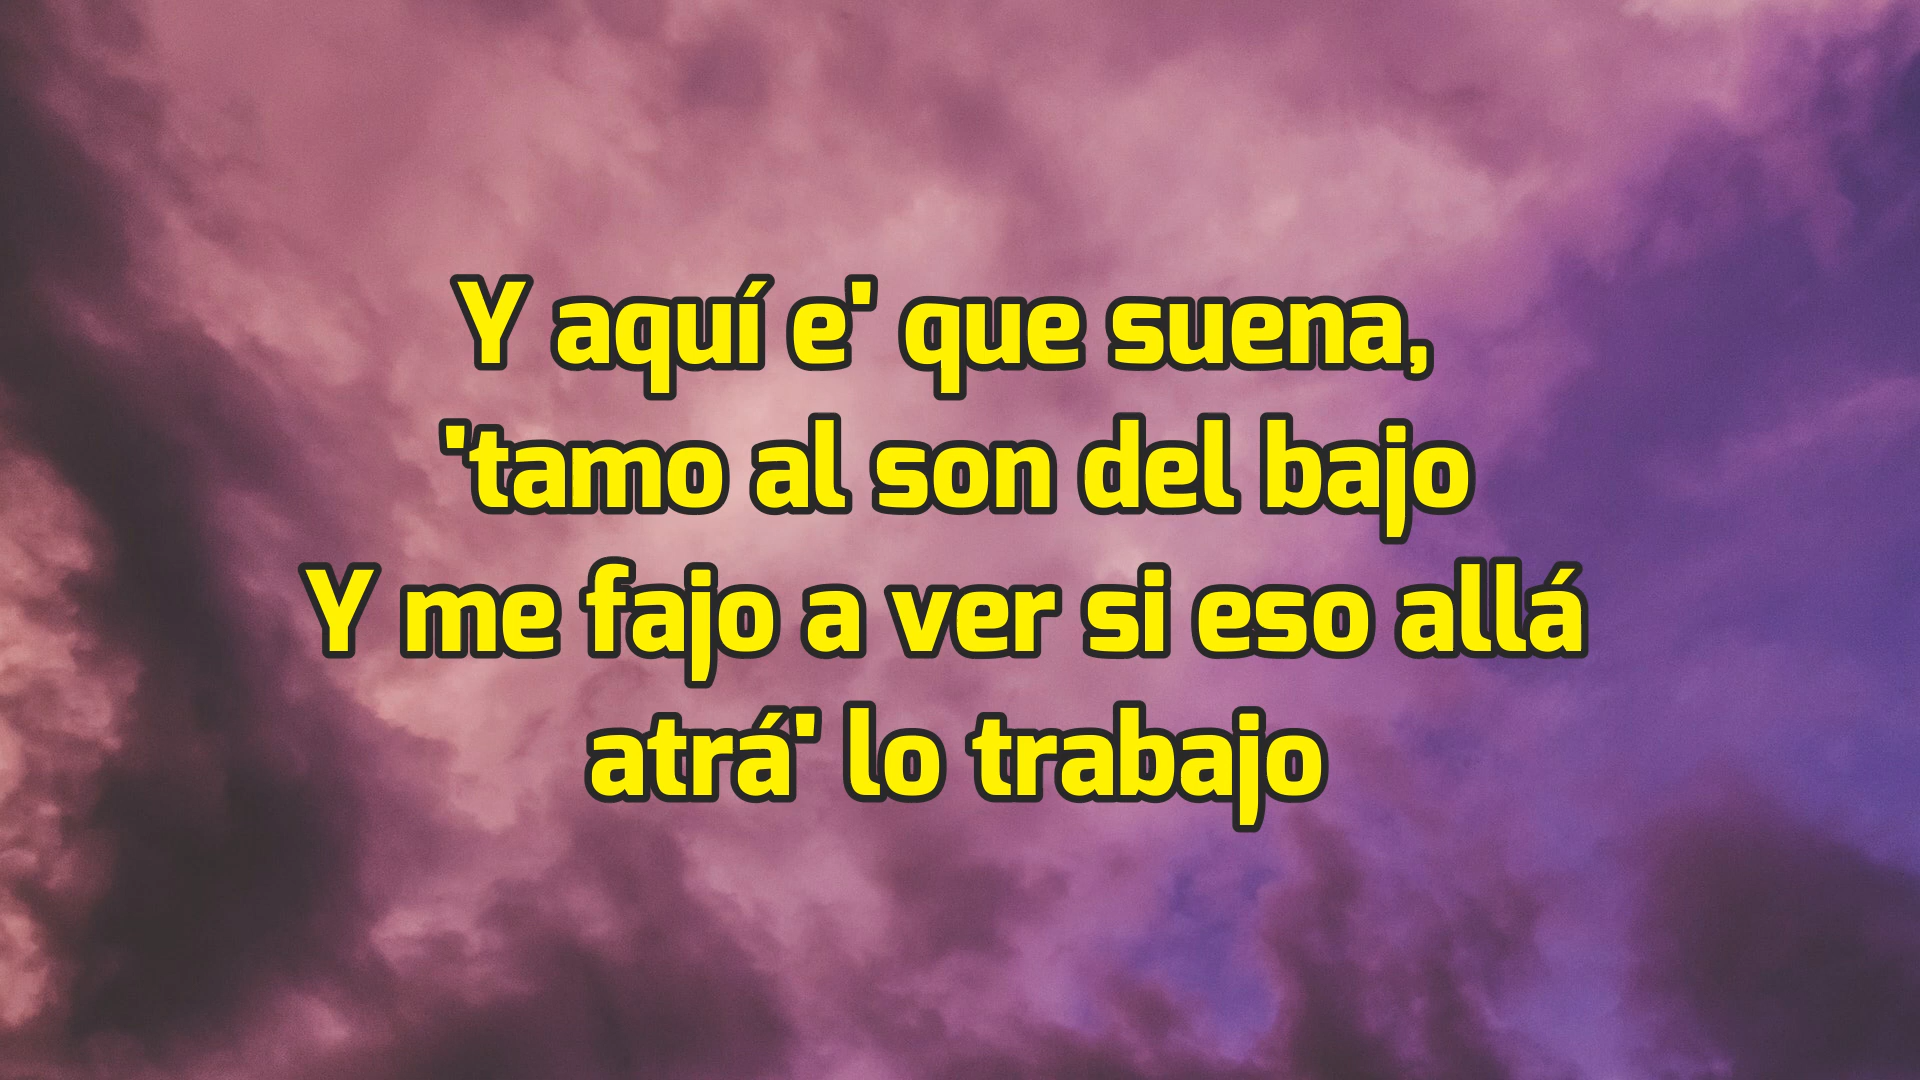 Y aquí e' que suena,
'tamo al son del bajo
Y me fajo a ver si eso allá
atrá' lo trabajo